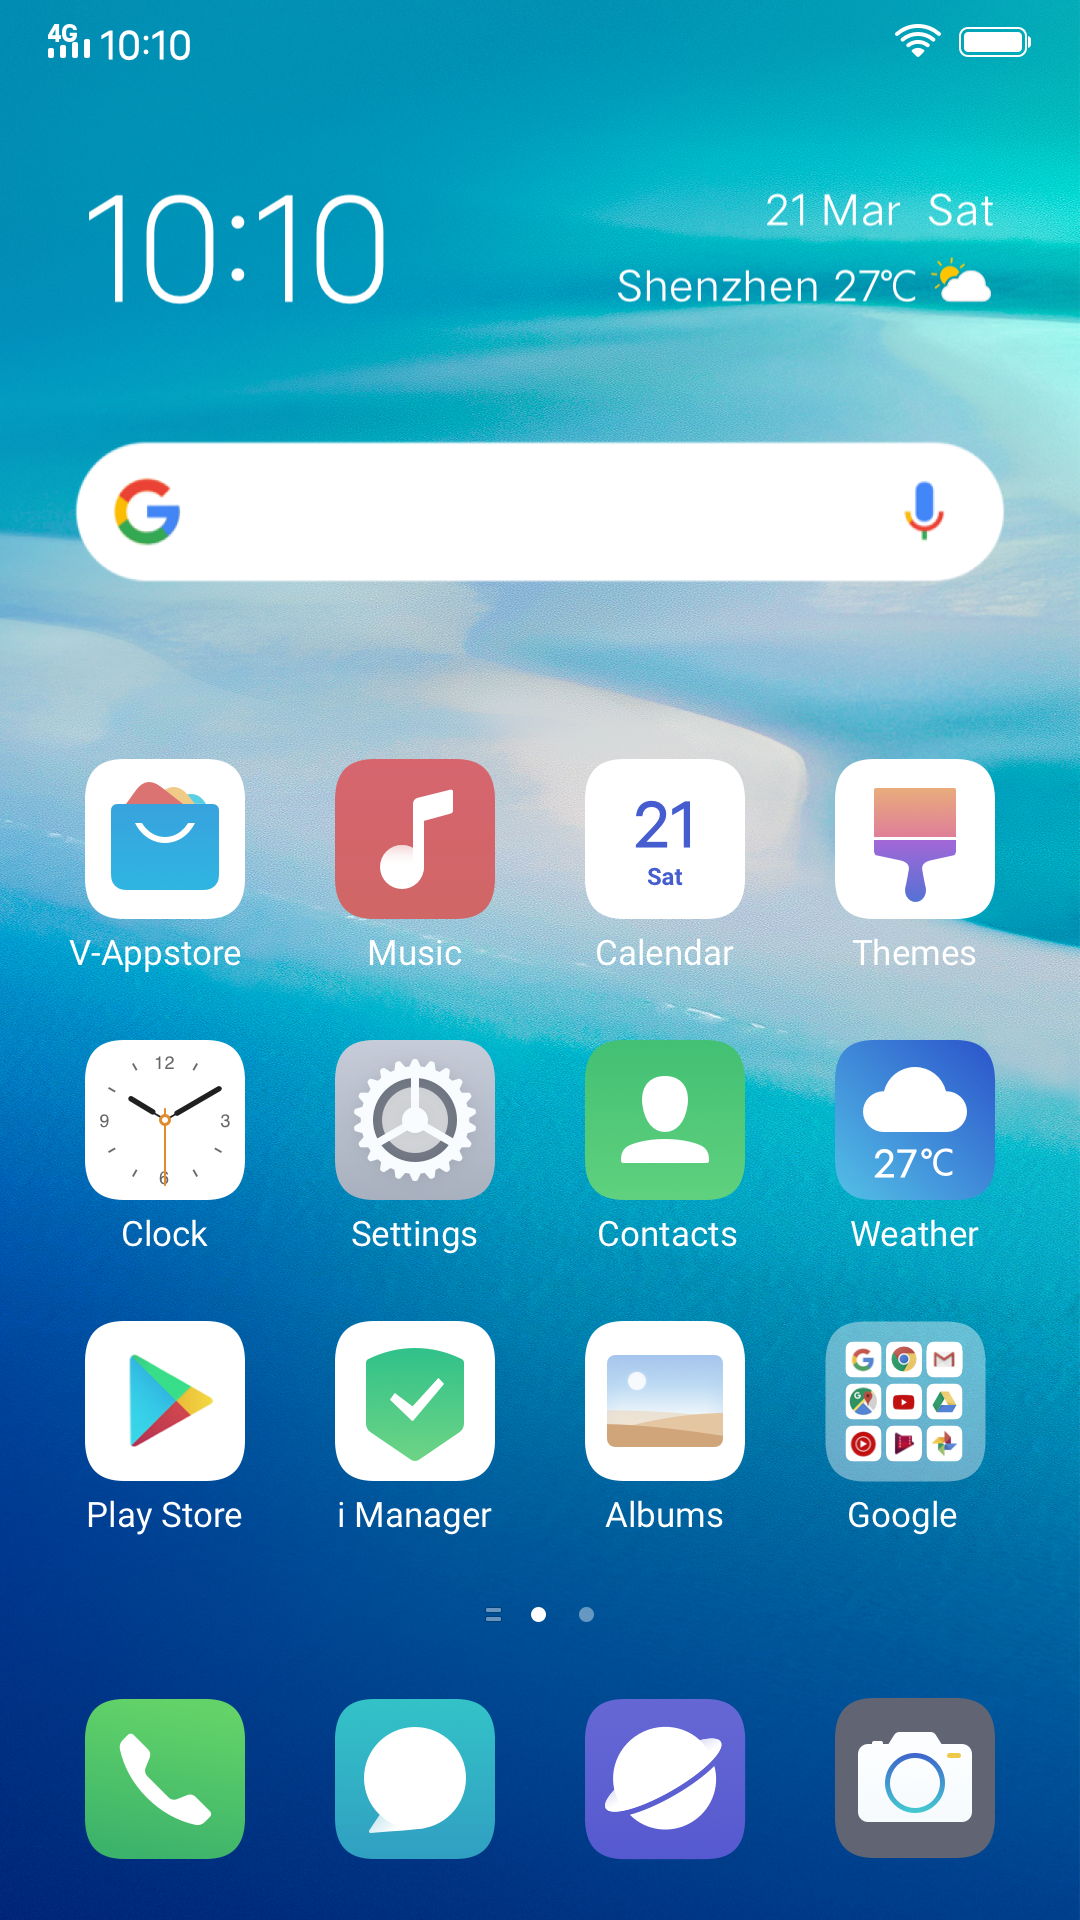 4G 10:10
10:10
21 Mar Sat
Shenzhen 27℃
21
Sat
V-Appstore Music Calendar Themes
12
9 3
6
27℃
Clock Settings Contacts Weather
Play Store i Manager Albums Google